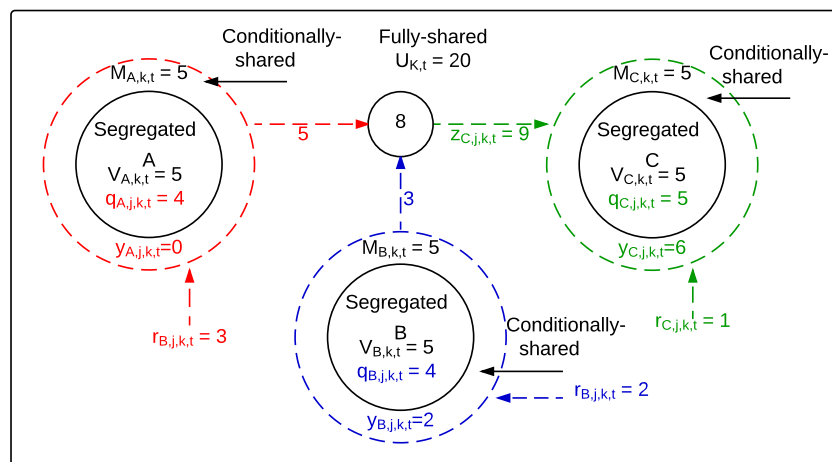 Conditionally-
shared
Fully-shared
U_{K,t} = 20
Conditionally-
shared
M_{A,k,t} = 5
Segregated
A
V_{A,k,t} = 5
q_{A,j,k,t} = 4
y_{A,j,k,t}=0
r_{B,j,k,t} = 3
5
8
z_{C,j,k,t} = 9
3
M_{C,k,t} = 5
Segregated
C
V_{C,k,t} = 5
q_{C,j,k,t} = 5
y_{C,j,k,t}=6
r_{C,j,k,t} = 1
M_{B,k,t} = 5
Segregated
B
V_{B,k,t} = 5
q_{B,j,k,t} = 4
y_{B,j,k,t}=2
Conditionally-
shared
r_{B,j,k,t} = 2